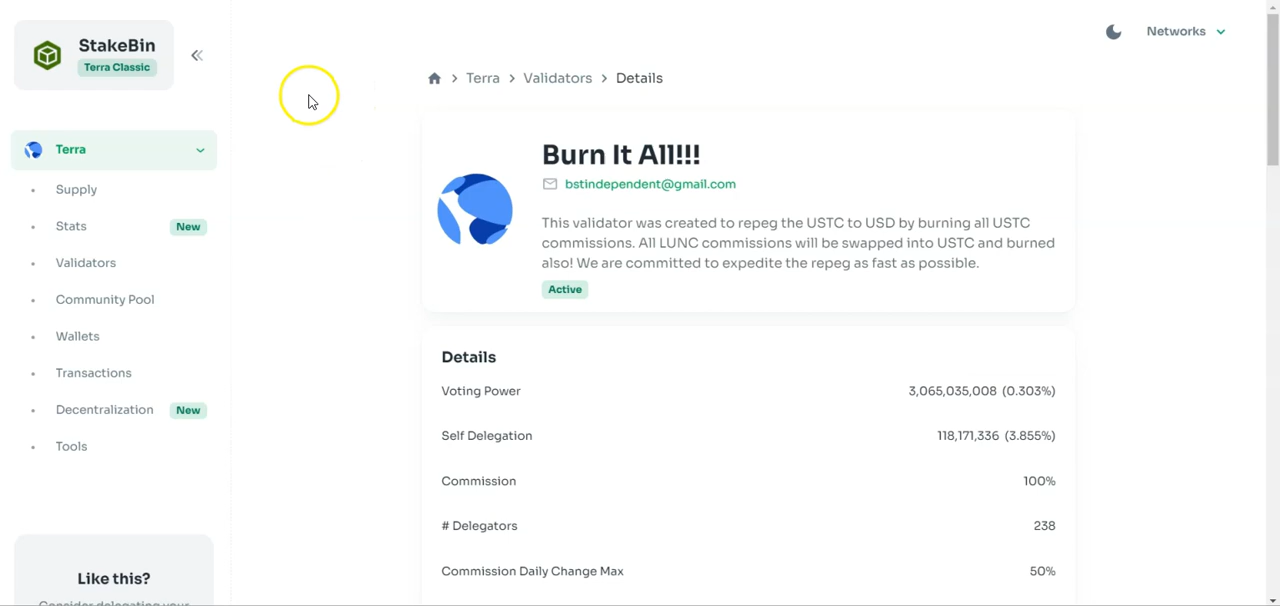 StakeBin
Terra Classic
Terra
Supply
Stats New
Validators
Community Pool
Wallets
Transactions
Decentralization New
Tools
Like this?
Consider delegating your
Networks
Terra > Validators > Details
Burn It All!!!
bstindependent@gmail.com
This validator was created to repeg the USTC to USD by burning all USTC
commissions. All LUNC commissions will be swapped into USTC and burned
also! We are committed to expedite the repeg as fast as possible.
Active
Details
Voting Power 3,065,035,008 (0.303%)
Self Delegation 118,171,336 (3.855%)
Commission 100%
# Delegators 238
Commission Daily Change Max 50%